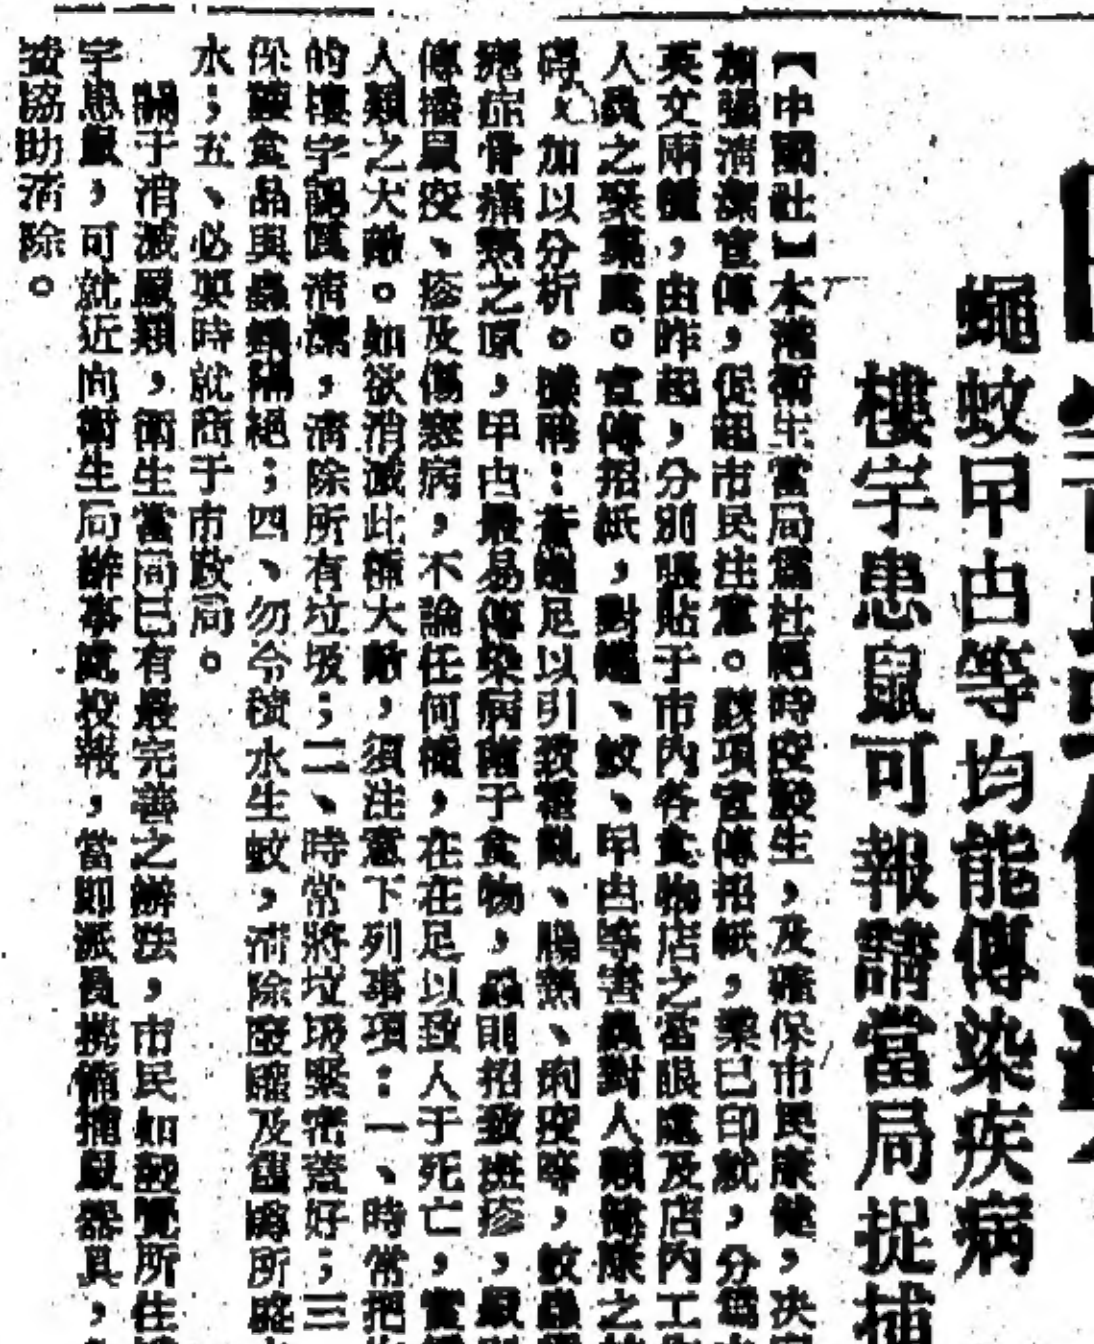 蠅蚊曱甴等均能傳染疾病
樓宇患鼠可報請當局捉捕
【中國社】本港衞生當局爲杜絕時疫發生，及確保市民康健，决
加强清潔宣傳，促起市民注意。該項宣傳招紙，業已印就，分爲
英文兩種，由昨起，分別張貼于市內各食物店之當眼處及店內工
人員之聚集處。宣傳招紙，對蠅、蚊、曱甴等害蟲對人類健康之
加以分析。據稱：蒼蠅足以引致霍亂、腸熱、痢疫等，蚊蟲
瘧症骨痛熱之原，曱甴最易傳染病菌于食物，虱則招致斑疹，鼠
傳播鼠疫、疹及傷寒病，不論任何種，在在足以致人于死亡，實
人類之大敵。如欲消滅此種大敵，須注意下列事項：一、時常把
的樓宇認眞清潔，清除所有垃圾；二、時常將垃圾緊密蓋好；三
保護食品與蟲類隔絕；四、勿令積水生蚊，清除廢罐及溝渠所
水；五、必要時就商于市政局。
關于消滅鼠類，衞生當局已有最完善之辦法，市民如發覺所住
宇患鼠，可就近向衞生局辦事處投報，當即派員携備捕鼠器具，
協助清除。